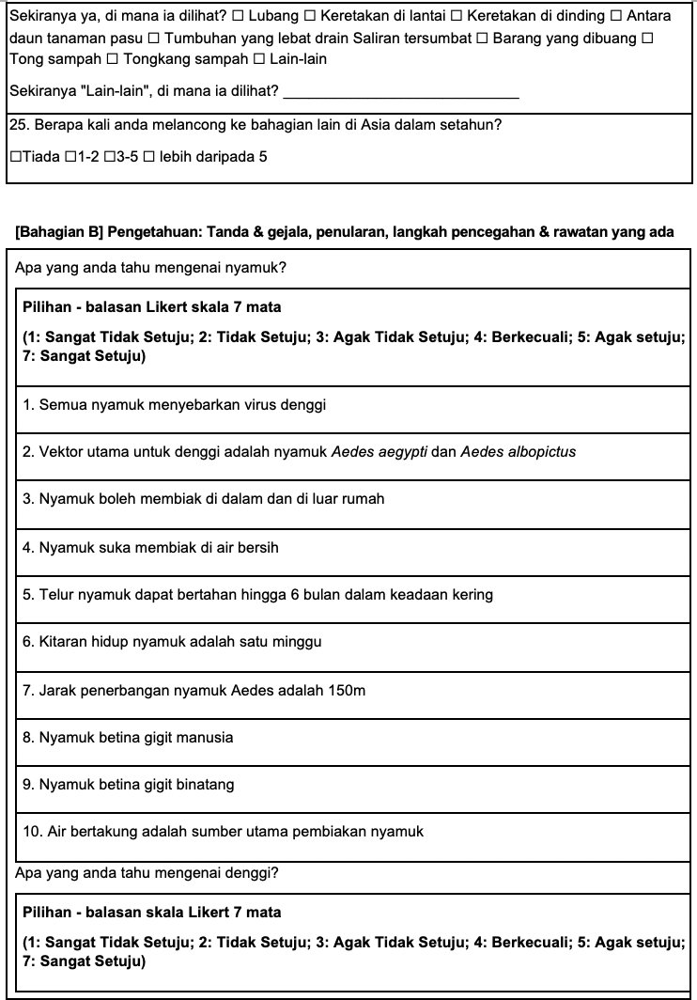 Sekiranya ya, di mana ia dilihat? ☐ Lubang ☐ Keretakan di lantai ☐ Keretakan di dinding ☐ Antara
daun tanaman pasu ☐ Tumbuhan yang lebat drain Saliran tersumbat ☐ Barang yang dibuang ☐
Tong sampah ☐ Tongkang sampah ☐ Lain-lain
Sekiranya "Lain-lain", di mana ia dilihat? ____________________________
25. Berapa kali anda melancong ke bahagian lain di Asia dalam setahun?
☐Tiada ☐1-2 ☐3-5 ☐ lebih daripada 5
[Bahagian B] Pengetahuan: Tanda & gejala, penularan, langkah pencegahan & rawatan yang ada
Apa yang anda tahu mengenai nyamuk?
Pilihan - balasan Likert skala 7 mata
(1: Sangat Tidak Setuju; 2: Tidak Setuju; 3: Agak Tidak Setuju; 4: Berkecuali; 5: Agak setuju;
7: Sangat Setuju)
1. Semua nyamuk menyebarkan virus denggi
2. Vektor utama untuk denggi adalah nyamuk Aedes aegypti dan Aedes albopictus
3. Nyamuk boleh membiak di dalam dan di luar rumah
4. Nyamuk suka membiak di air bersih
5. Telur nyamuk dapat bertahan hingga 6 bulan dalam keadaan kering
6. Kitaran hidup nyamuk adalah satu minggu
7. Jarak penerbangan nyamuk Aedes adalah 150m
8. Nyamuk betina gigit manusia
9. Nyamuk betina gigit binatang
10. Air bertakung adalah sumber utama pembiakan nyamuk
Apa yang anda tahu mengenai denggi?
Pilihan - balasan skala Likert 7 mata
(1: Sangat Tidak Setuju; 2: Tidak Setuju; 3: Agak Tidak Setuju; 4: Berkecuali; 5: Agak setuju;
7: Sangat Setuju)